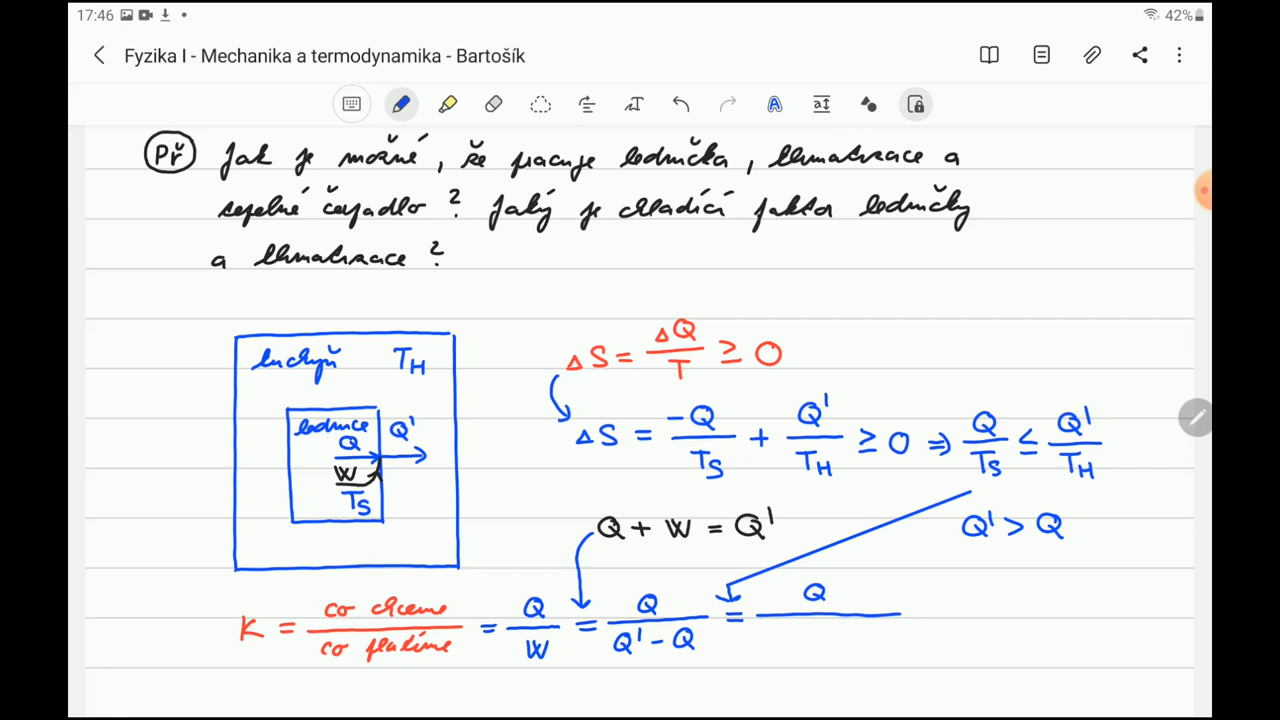 17:46 42%
Fyzika I - Mechanika a termodynamika - Bartošík
Př Jak je možné, že pracuje lednička, klimatizace a
tepelné čerpadlo? Jaký je chladící faktor ledničky
a klimatizace?
kuchyň T_H
lednice
Q Q'
W
T_S
ΔS = ΔQ/T ≥ 0
ΔS = -Q/T_S + Q'/T_H ≥ 0 ⇒ Q/T_S ≤ Q'/T_H
Q + W = Q' Q' > Q
K = co chceme/co platíme = Q/W = Q/(Q' - Q) = Q